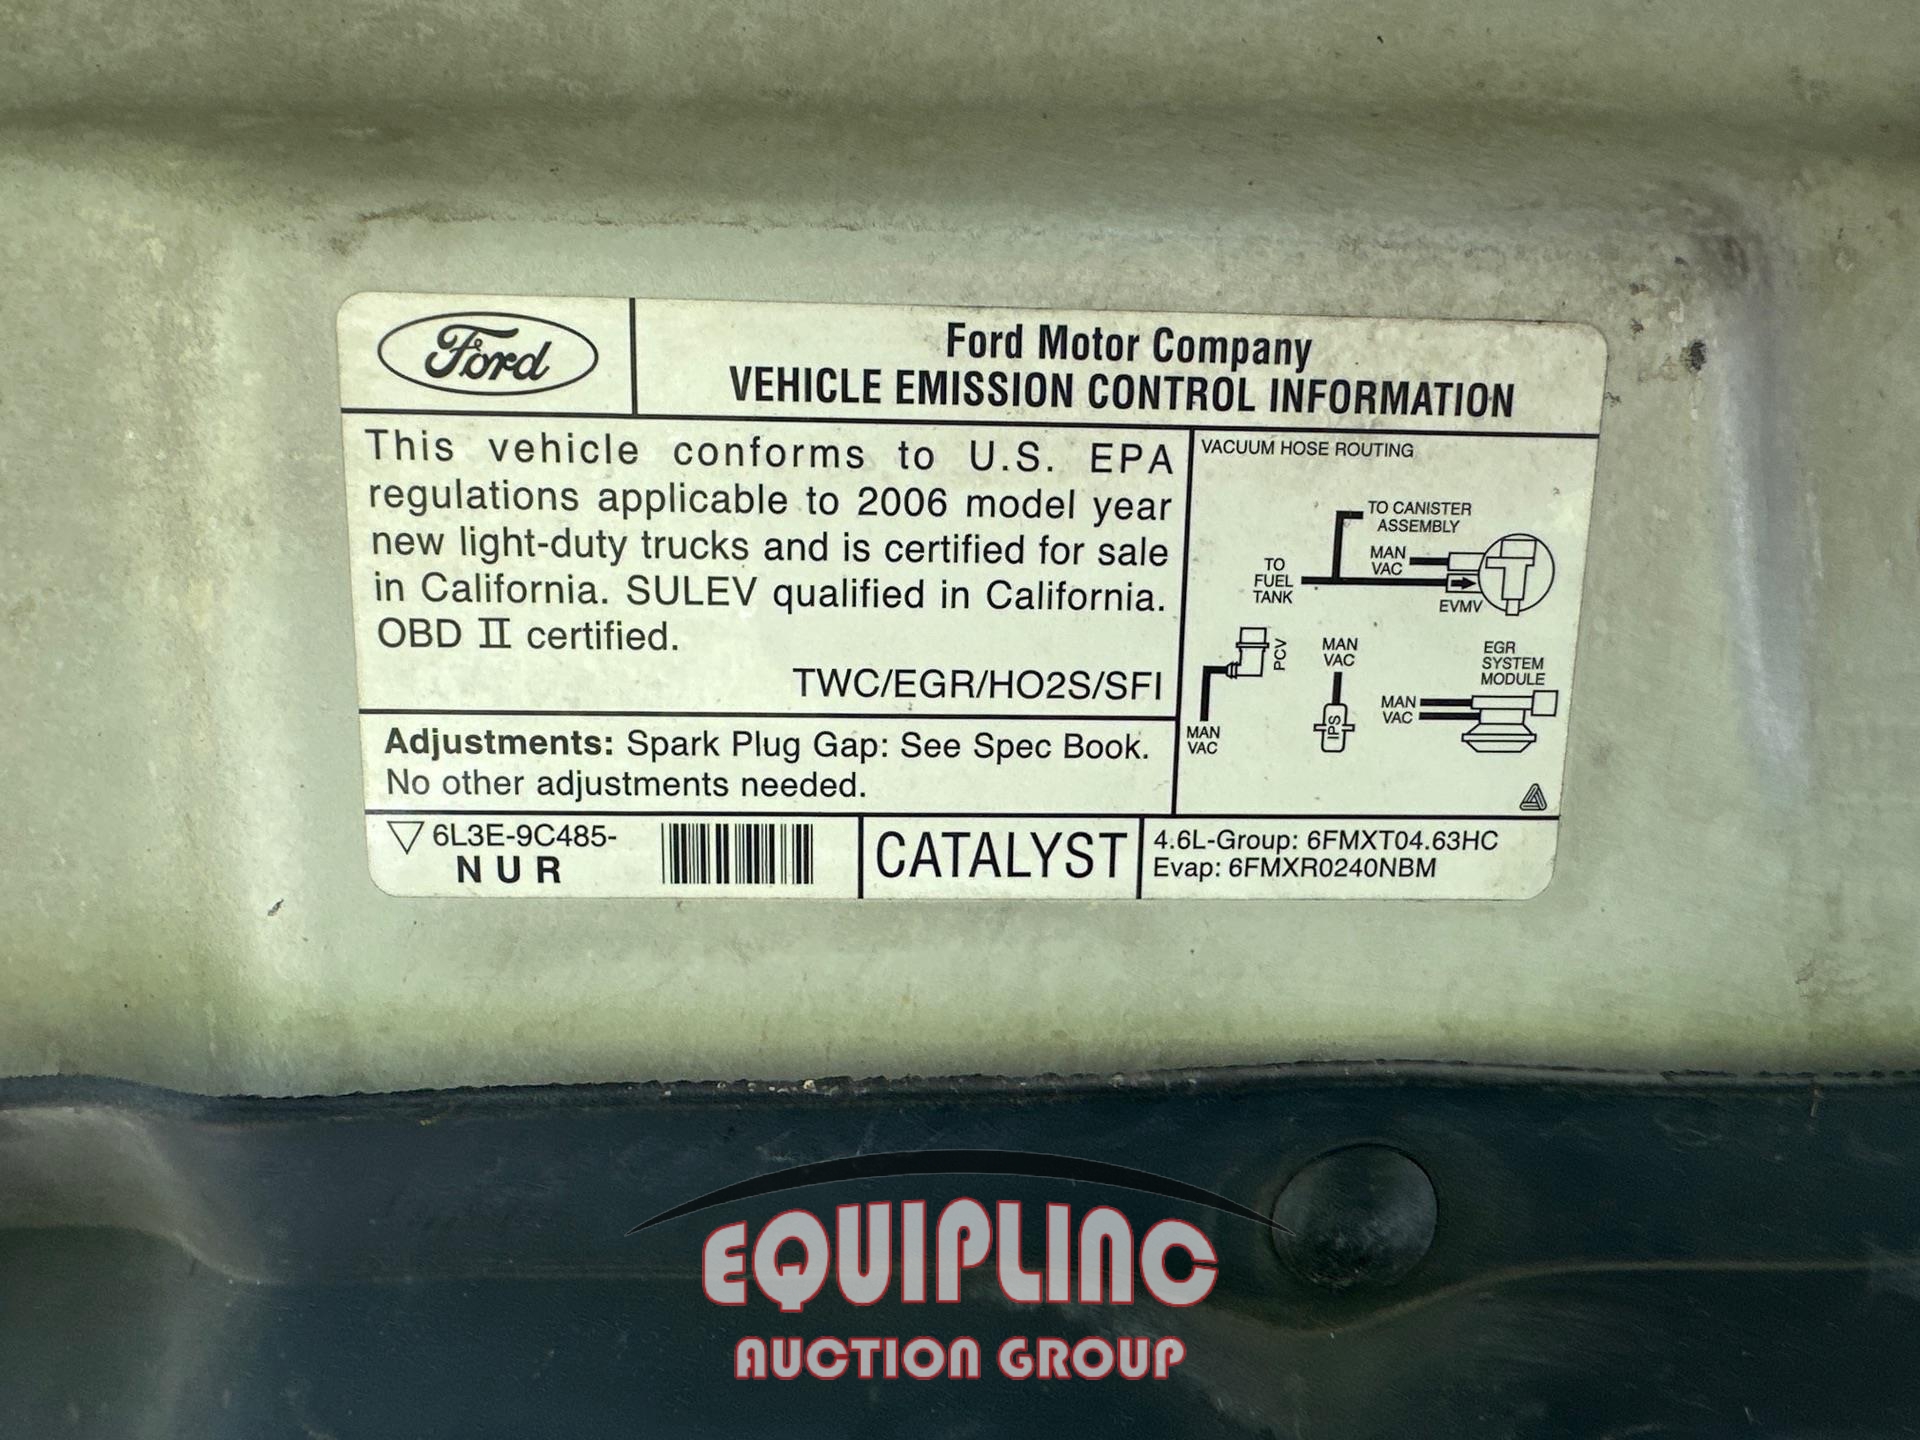 Ford
Ford Motor Company
VEHICLE EMISSION CONTROL INFORMATION
This vehicle conforms to U.S. EPA
regulations applicable to 2006 model year
new light-duty trucks and is certified for sale
in California. SULEV qualified in California.
OBD II certified.
TWC/EGR/HO2S/SFI
Adjustments: Spark Plug Gap: See Spec Book.
No other adjustments needed.
VACUUM HOSE ROUTING
TO CANISTER
ASSEMBLY
MAN
VAC
TO
FUEL
TANK
EVMV
PCV
MAN
VAC
MAN
VAC
IPS
EGR
SYSTEM
MODULE
MAN
VAC
6L3E-9C485-
NUR
CATALYST
4.6L-Group: 6FMXT04.63HC
Evap: 6FMXR0240NBM
EQUIPLINC
AUCTION GROUP